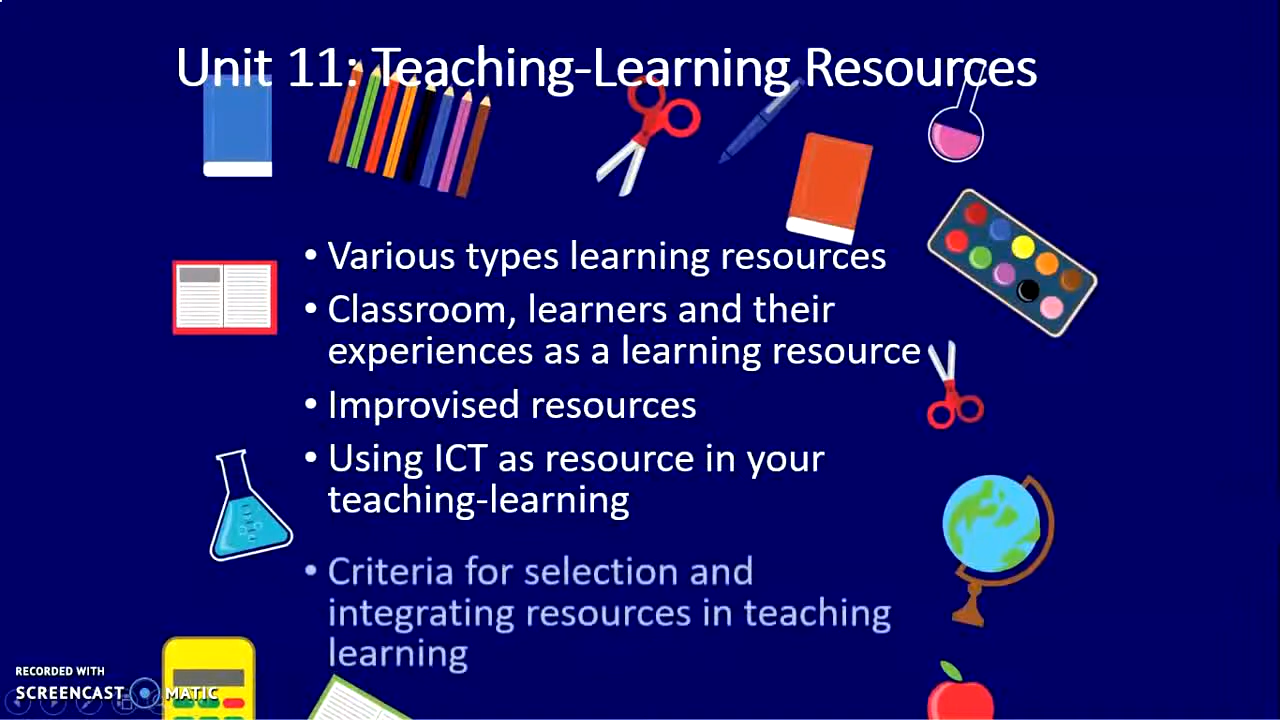 Unit 11: Teaching-Learning Resources
• Various types learning resources
• Classroom, learners and their
experiences as a learning resource
• Improvised resources
• Using ICT as resource in your
teaching-learning
• Criteria for selection and
integrating resources in teaching
learning
RECORDED WITH
SCREENCAST MATIC